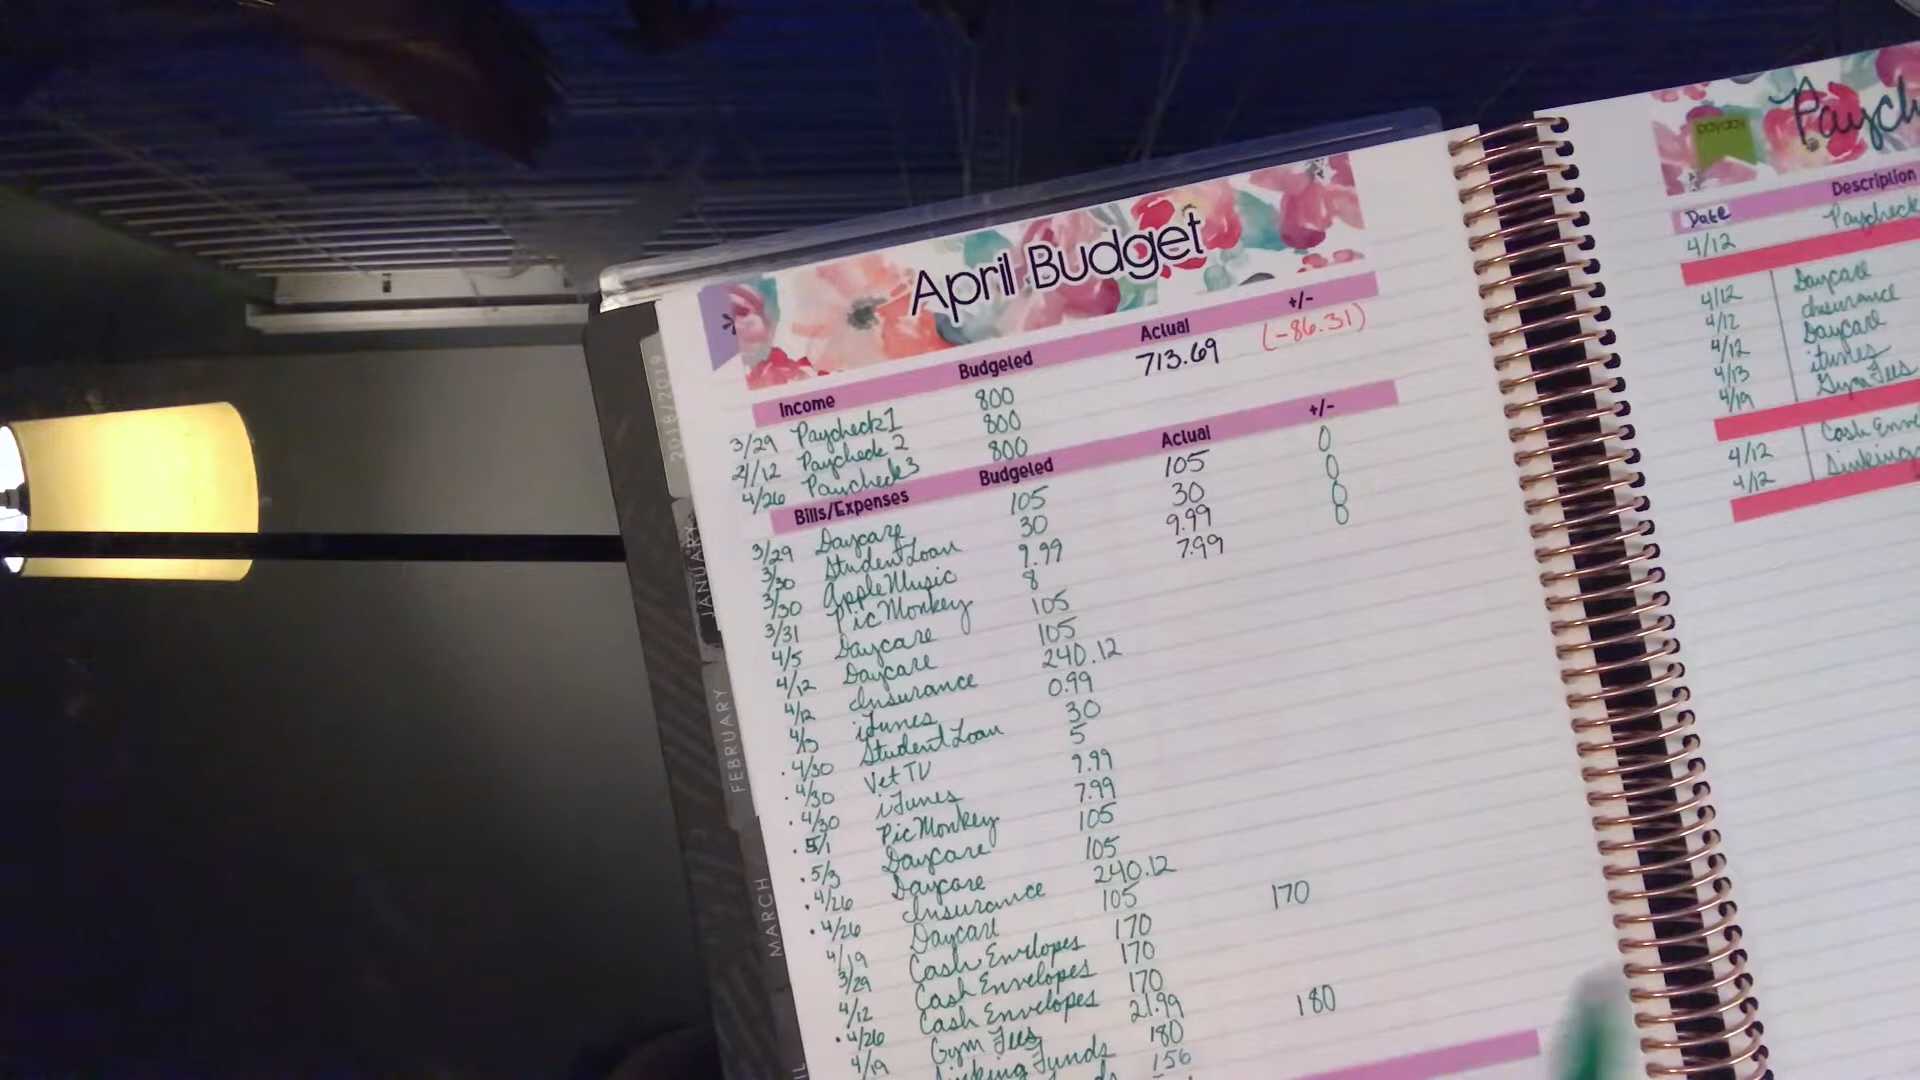 April Budget
Income Budgeted Actual +/-
3/29 Paycheck 1 800 713.69 (-86.31)
4/12 Paycheck 2 800
4/26 Paycheck 3 800
Bills/Expenses Budgeted Actual +/-
3/29 Daycare 105 105 0
3/30 Student Loan 30 30 0
3/30 Apple Music 9.99 9.99 0
3/31 Pic Monkey 8 7.99 0
4/5 Daycare 105
4/12 Daycare 105
4/12 Insurance 240.12
4/13 iTunes 0.99
. 4/30 Student Loan 30
. 4/30 Vet TV 5
. 4/30 iTunes 9.99
. 5/1 Pic Monkey 7.99
. 5/3 Daycare 105
. 4/26 Daycare 105
. 4/26 Insurance 240.12
4/19 Daycare 105
3/29 Cash Envelopes 170 170
4/12 Cash Envelopes 170
. 4/26 Cash Envelopes 170
4/19 Gym Fees 21.99
Sinking Funds 180 180
156
2018/2019
JANUARY
FEBRUARY
MARCH
payday
Date Description
4/12 Paycheck
4/12 Daycare
4/12 Insurance
4/12 Daycare
4/13 iTunes
4/19 Gym Fees
4/12 Cash
4/12